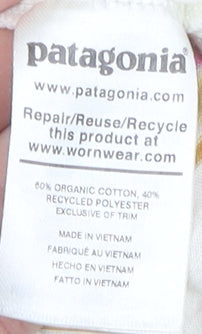 patagonia®
www.patagonia.com
Repair/Reuse/Recycle
this product at
www.wornwear.com
60% ORGANIC COTTON, 40%
RECYCLED POLYESTER
EXCLUSIVE OF TRIM
MADE IN VIETNAM
FABRIQUÉ AU VIETNAM
HECHO EN VIETNAM
FATTO IN VIETNAM